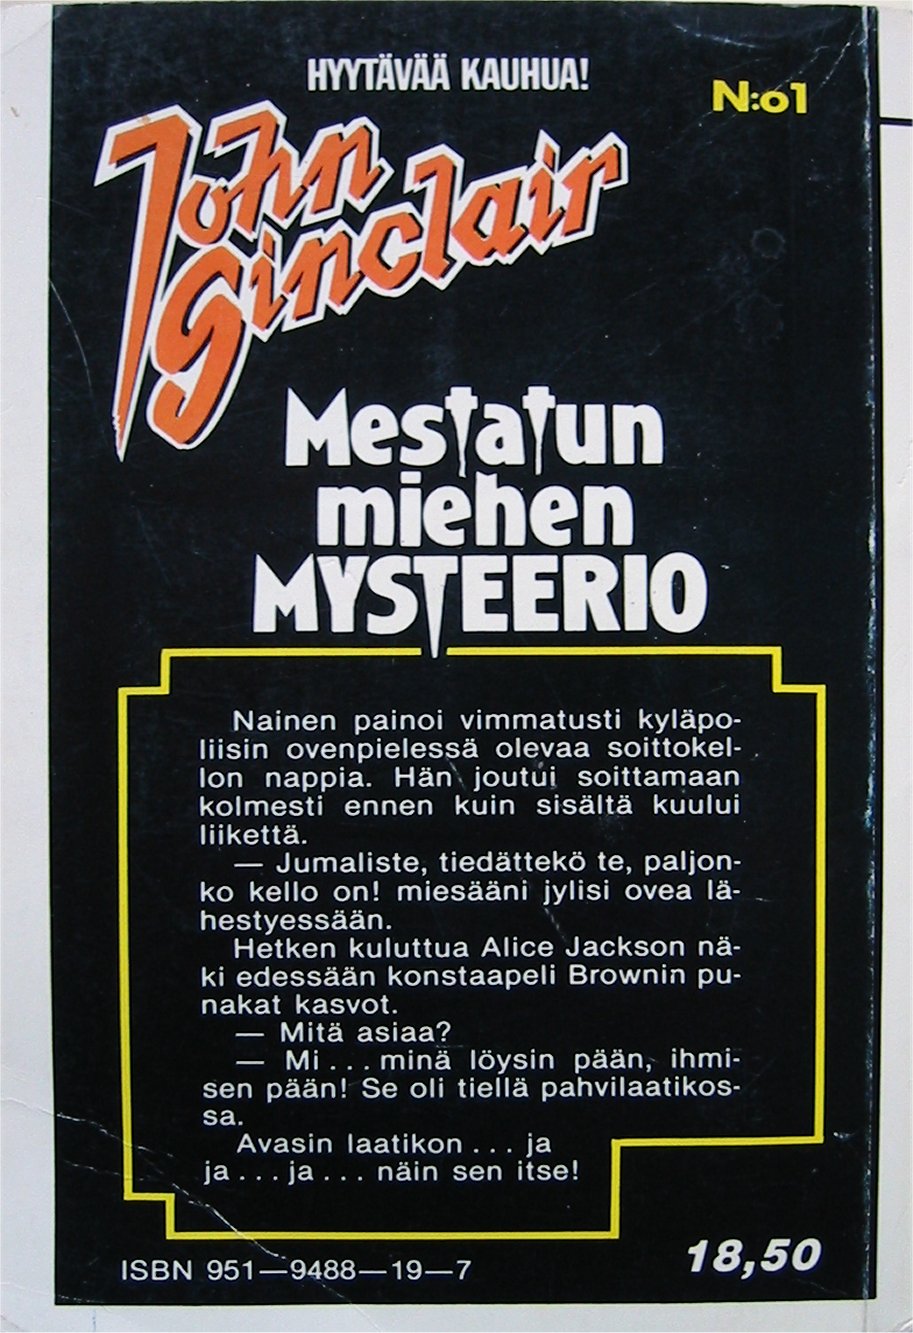 HYYTÄVÄÄ KAUHUA!
N:o1
John
Sinclair
Mestatun
miehen
MYSTEERIO
Nainen painoi vimmatusti kyläpo-
liisin ovenpielessä olevaa soittokel-
lon nappia. Hän joutui soittamaan
kolmesti ennen kuin sisältä kuului
liikettä.
— Jumaliste, tiedättekö te, paljon-
ko kello on! miesääni jylisi ovea lä-
hestyessään.
Hetken kuluttua Alice Jackson nä-
ki edessään konstaapeli Brownin pu-
nakat kasvot.
— Mitä asiaa?
— Mi . . . minä löysin pään, ihmi-
sen pään! Se oli tiellä pahvilaatikos-
sa.
Avasin laatikon . . . ja
ja . . . ja . . . näin sen itse!
ISBN 951—9488—19—7
18,50